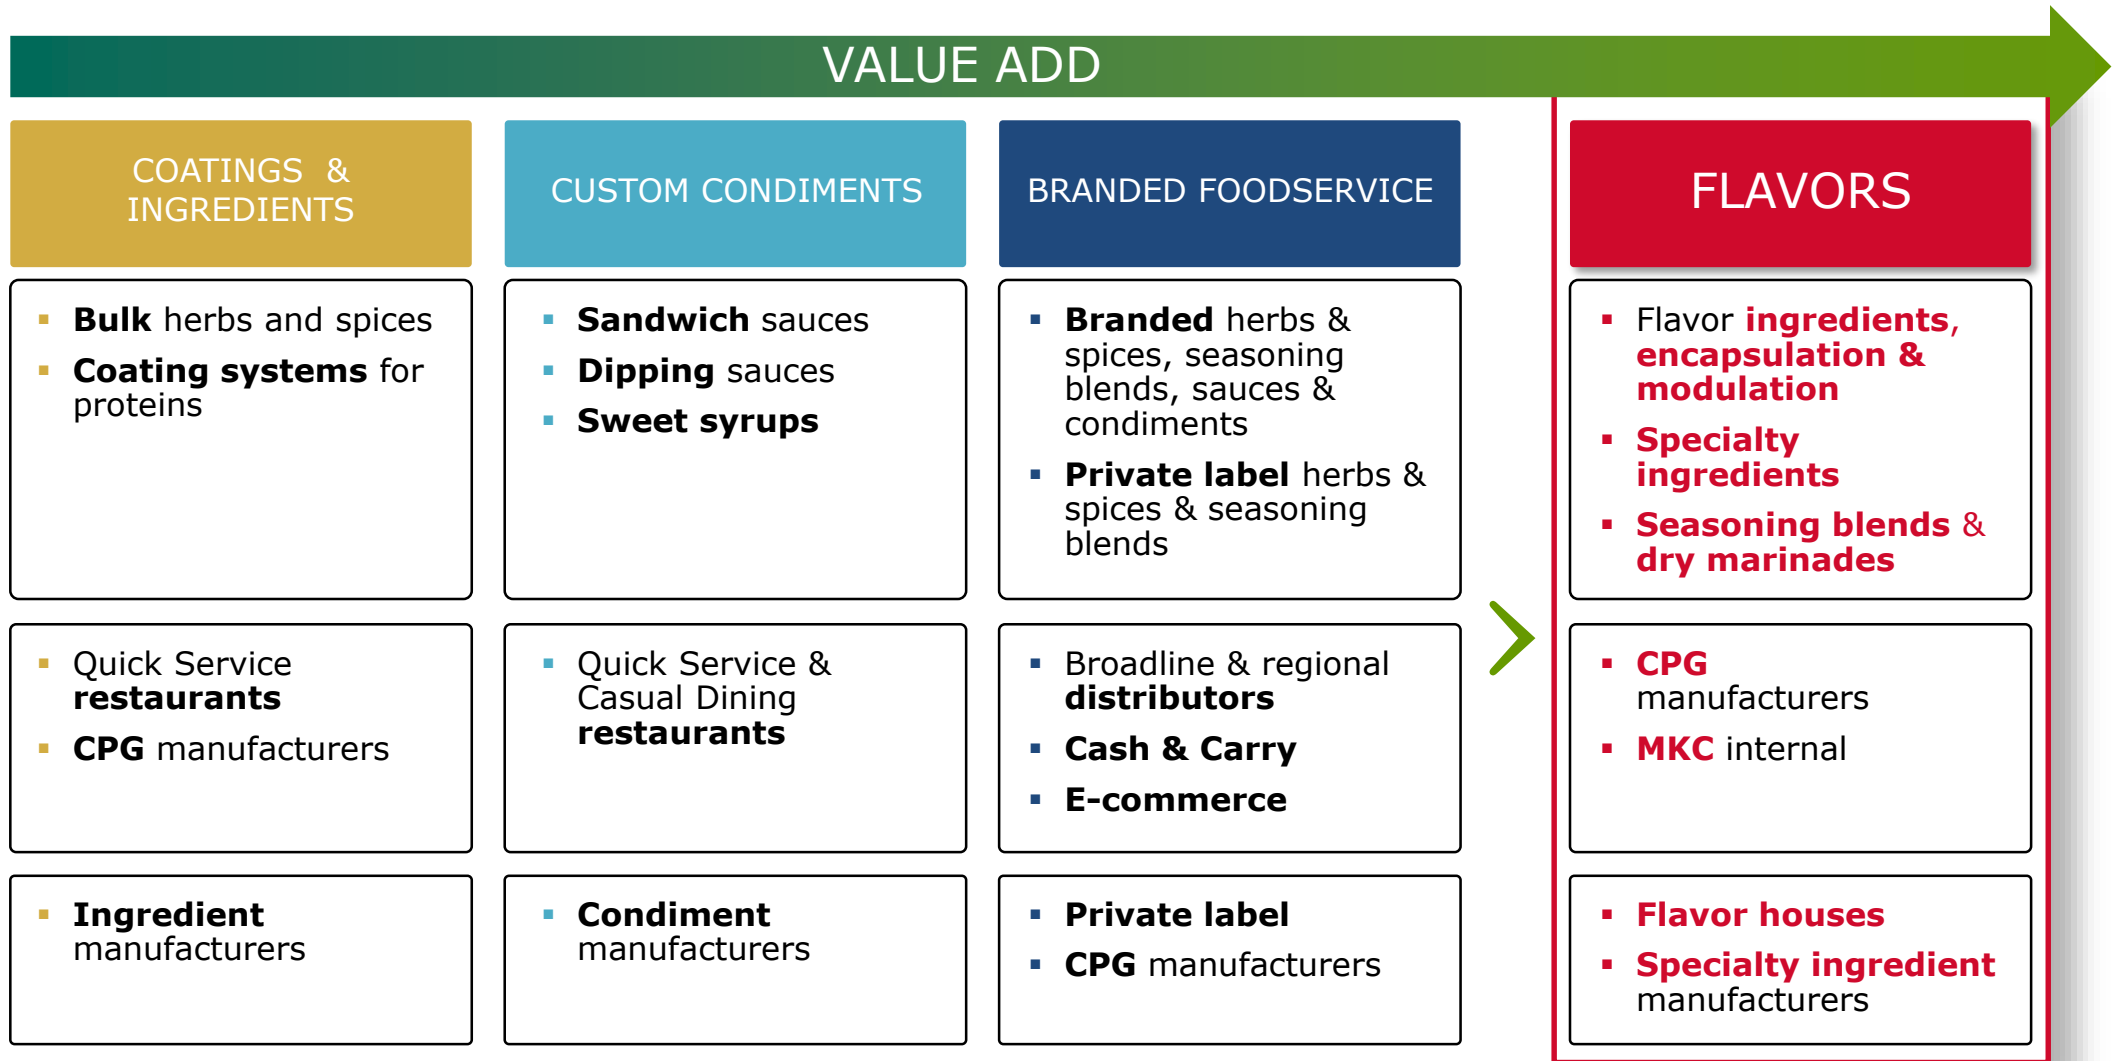 VALUE ADD
COATINGS &
INGREDIENTS
CUSTOM CONDIMENTS
BRANDED FOODSERVICE
FLAVORS
▪ Bulk herbs and spices
▪ Coating systems for
proteins
▪ Sandwich sauces
▪ Dipping sauces
▪ Sweet syrups
▪ Branded herbs &
spices, seasoning
blends, sauces &
condiments
▪ Private label herbs &
spices & seasoning
blends
▪ Flavor ingredients,
encapsulation &
modulation
▪ Specialty
ingredients
▪ Seasoning blends &
dry marinades
▪ Quick Service
restaurants
▪ CPG manufacturers
▪ Quick Service &
Casual Dining
restaurants
▪ Broadline & regional
distributors
▪ Cash & Carry
▪ E-commerce
▪ CPG
manufacturers
▪ MKC internal
▪ Ingredient
manufacturers
▪ Condiment
manufacturers
▪ Private label
▪ CPG manufacturers
▪ Flavor houses
▪ Specialty ingredient
manufacturers